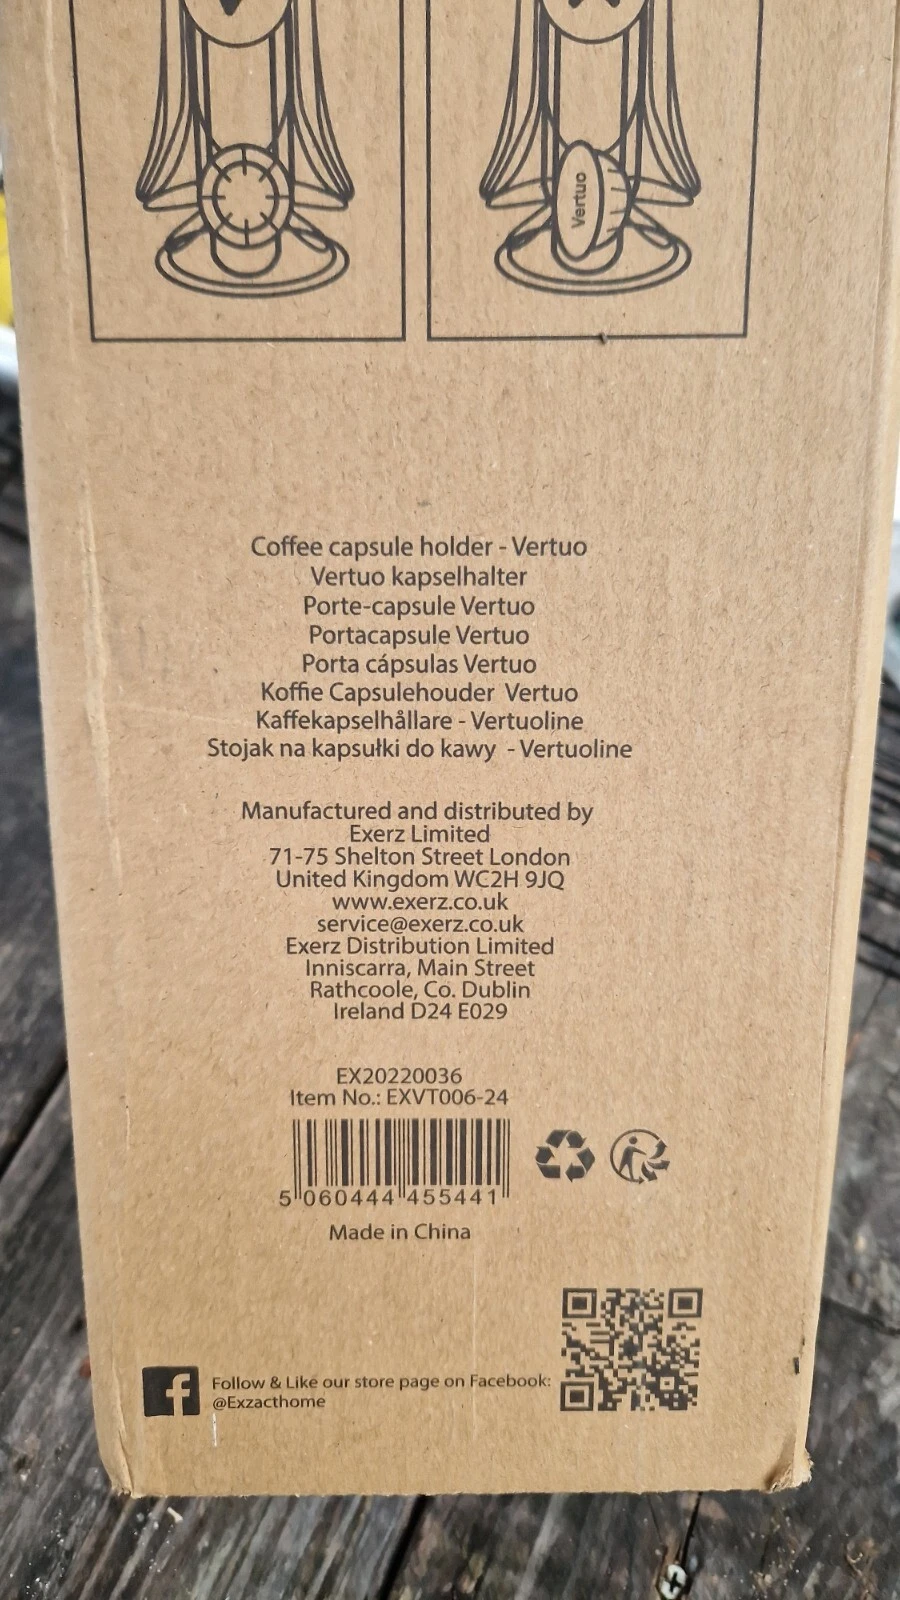 Vertuo
Coffee capsule holder - Vertuo
Vertuo kapselhalter
Porte-capsule Vertuo
Portacapsule Vertuo
Porta cápsulas Vertuo
Koffie Capsulehouder Vertuo
Kaffekapselhållare - Vertuoline
Stojak na kapsułki do kawy - Vertuoline
Manufactured and distributed by
Exerz Limited
71-75 Shelton Street London
United Kingdom WC2H 9JQ
www.exerz.co.uk
service@exerz.co.uk
Exerz Distribution Limited
Inniscarra, Main Street
Rathcoole, Co. Dublin
Ireland D24 E029
EX20220036
Item No.: EXVT006-24
5 060444 455441
Made in China
Follow & Like our store page on Facebook:
@Exzacthome